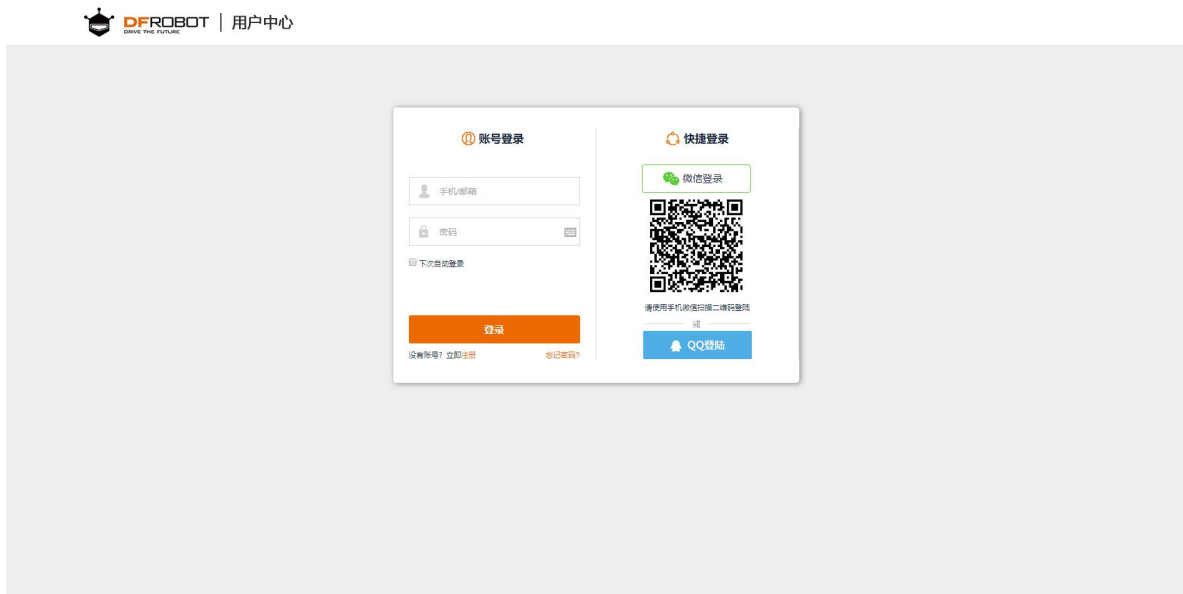 DFROBOT
DRIVE THE FUTURE
用户中心
账号登录
手机/邮箱
密码
下次自动登录
登录
没有账号? 立即注册
忘记密码?
快捷登录
微信登录
请使用手机微信扫描二维码登陆
或
QQ登陆